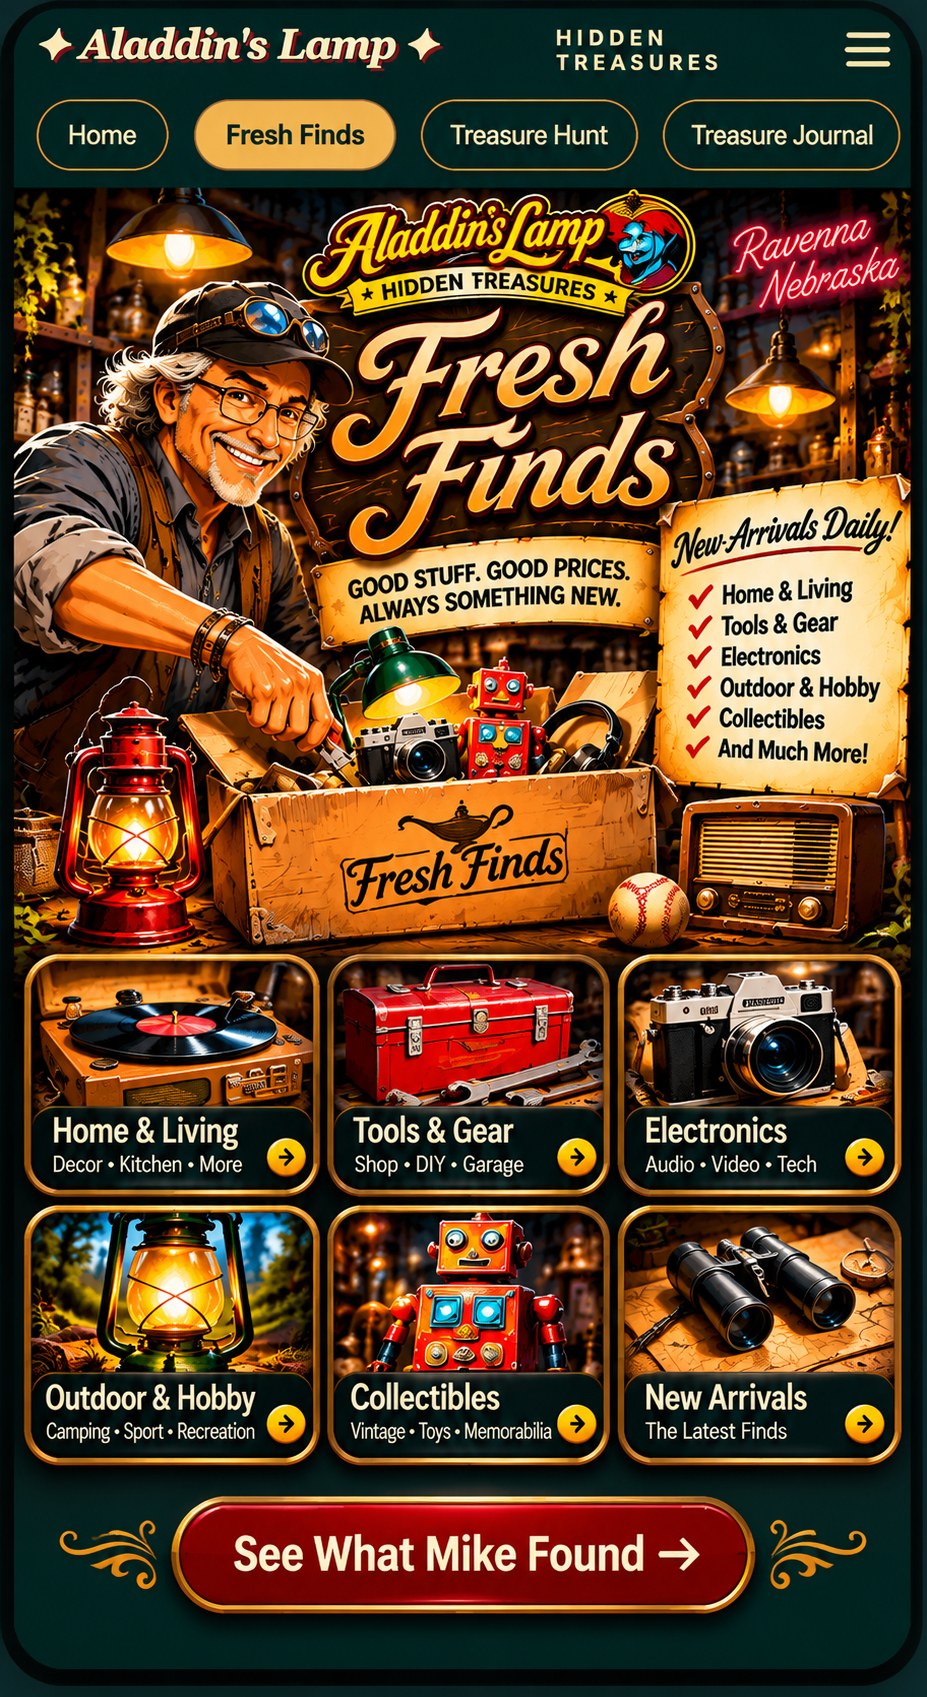 Aladdin's Lamp
HIDDEN
TREASURES
Home
Fresh Finds
Treasure Hunt
Treasure Journal
Aladdin's Lamp
HIDDEN TREASURES
Ravenna
Nebraska
Fresh
Finds
GOOD STUFF. GOOD PRICES.
ALWAYS SOMETHING NEW.
New Arrivals Daily!
Home & Living
Tools & Gear
Electronics
Outdoor & Hobby
Collectibles
And Much More!
Fresh Finds
Home & Living
Decor • Kitchen • More
Tools & Gear
Shop • DIY • Garage
Electronics
Audio • Video • Tech
Outdoor & Hobby
Camping • Sport • Recreation
Collectibles
Vintage • Toys • Memorabilia
New Arrivals
The Latest Finds
See What Mike Found →